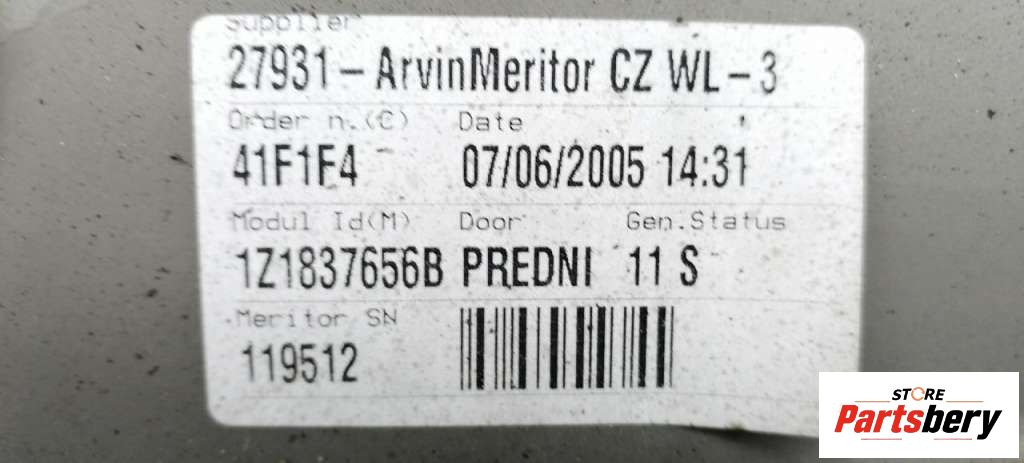 Supplier
27931-ArvinMeritor CZ WL-3
Order n.(C) Date
41F1F4 07/06/2005 14:31
Modul Id(M) Door Gen.Status
1Z1837656B PREDNI 11 S
Meritor SN
119512
STORE
Partsbery